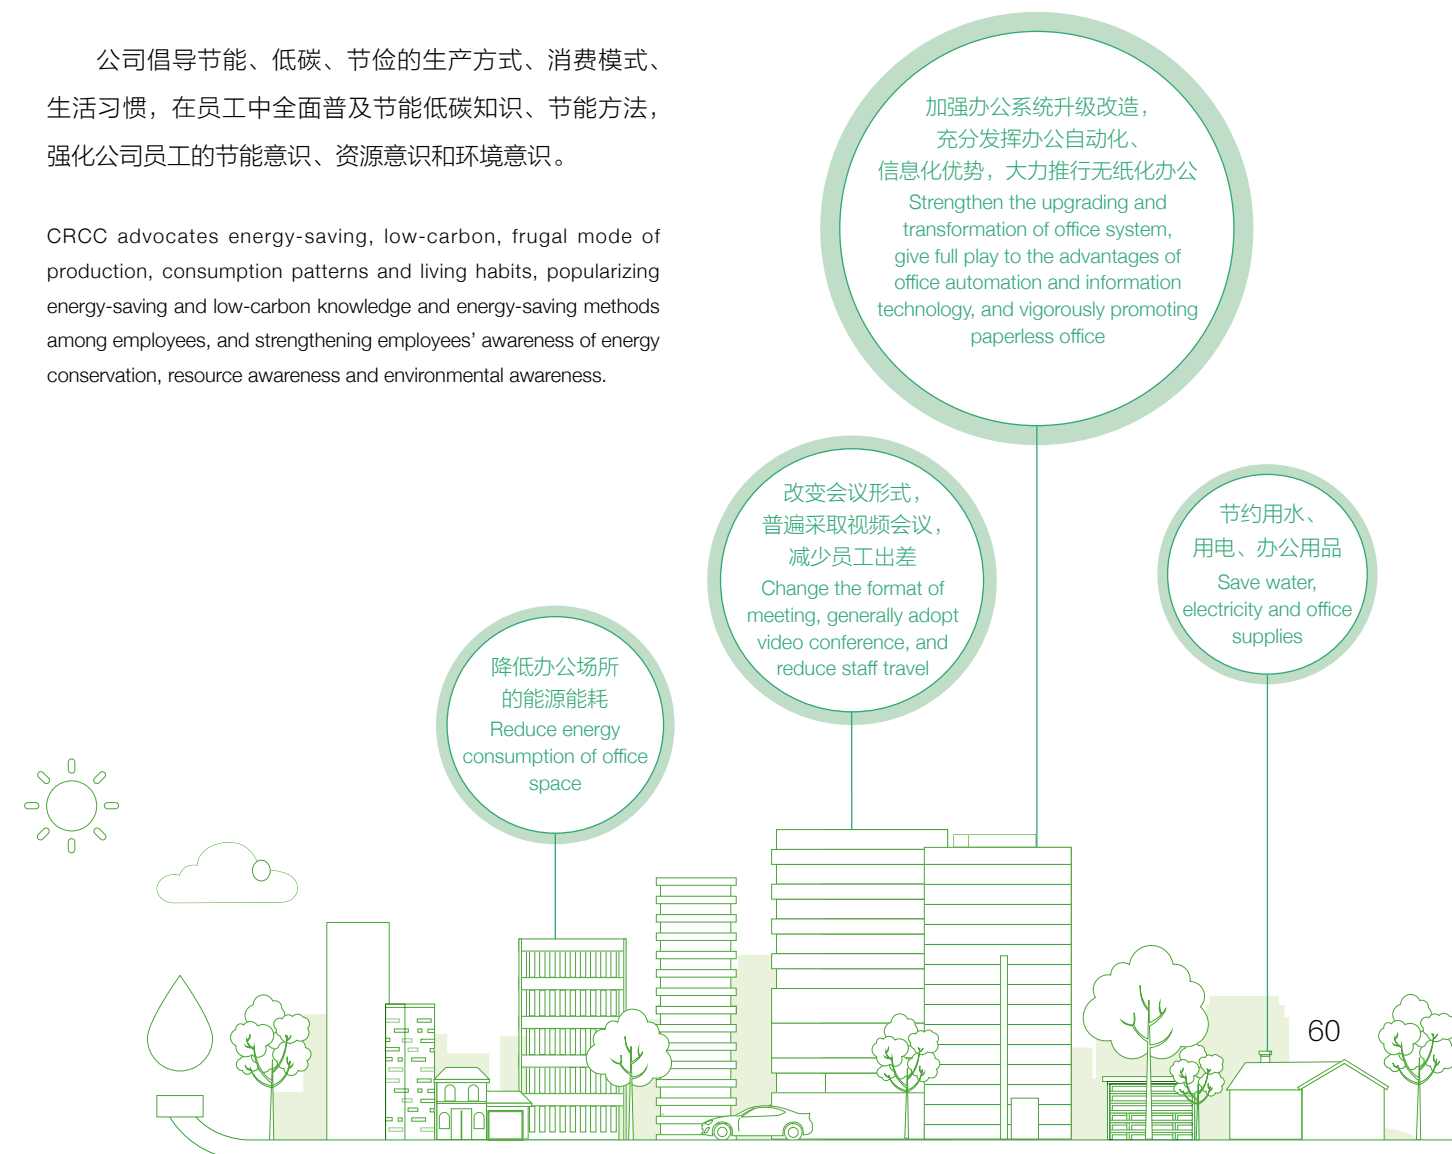 公司倡导节能、低碳、节俭的生产方式、消费模式、
生活习惯，在员工中全面普及节能低碳知识、节能方法，
强化公司员工的节能意识、资源意识和环境意识。
CRCC advocates energy-saving, low-carbon, frugal mode of
production, consumption patterns and living habits, popularizing
energy-saving and low-carbon knowledge and energy-saving methods
among employees, and strengthening employees’ awareness of energy
conservation, resource awareness and environmental awareness.
加强办公系统升级改造，
充分发挥办公自动化、
信息化优势，大力推行无纸化办公
Strengthen the upgrading and
transformation of office system,
give full play to the advantages of
office automation and information
technology, and vigorously promoting
paperless office
改变会议形式，
普遍采取视频会议，
减少员工出差
Change the format of
meeting, generally adopt
video conference, and
reduce staff travel
节约用水、
用电、办公用品
Save water,
electricity and office
supplies
降低办公场所
的能源能耗
Reduce energy
consumption of office
space
60